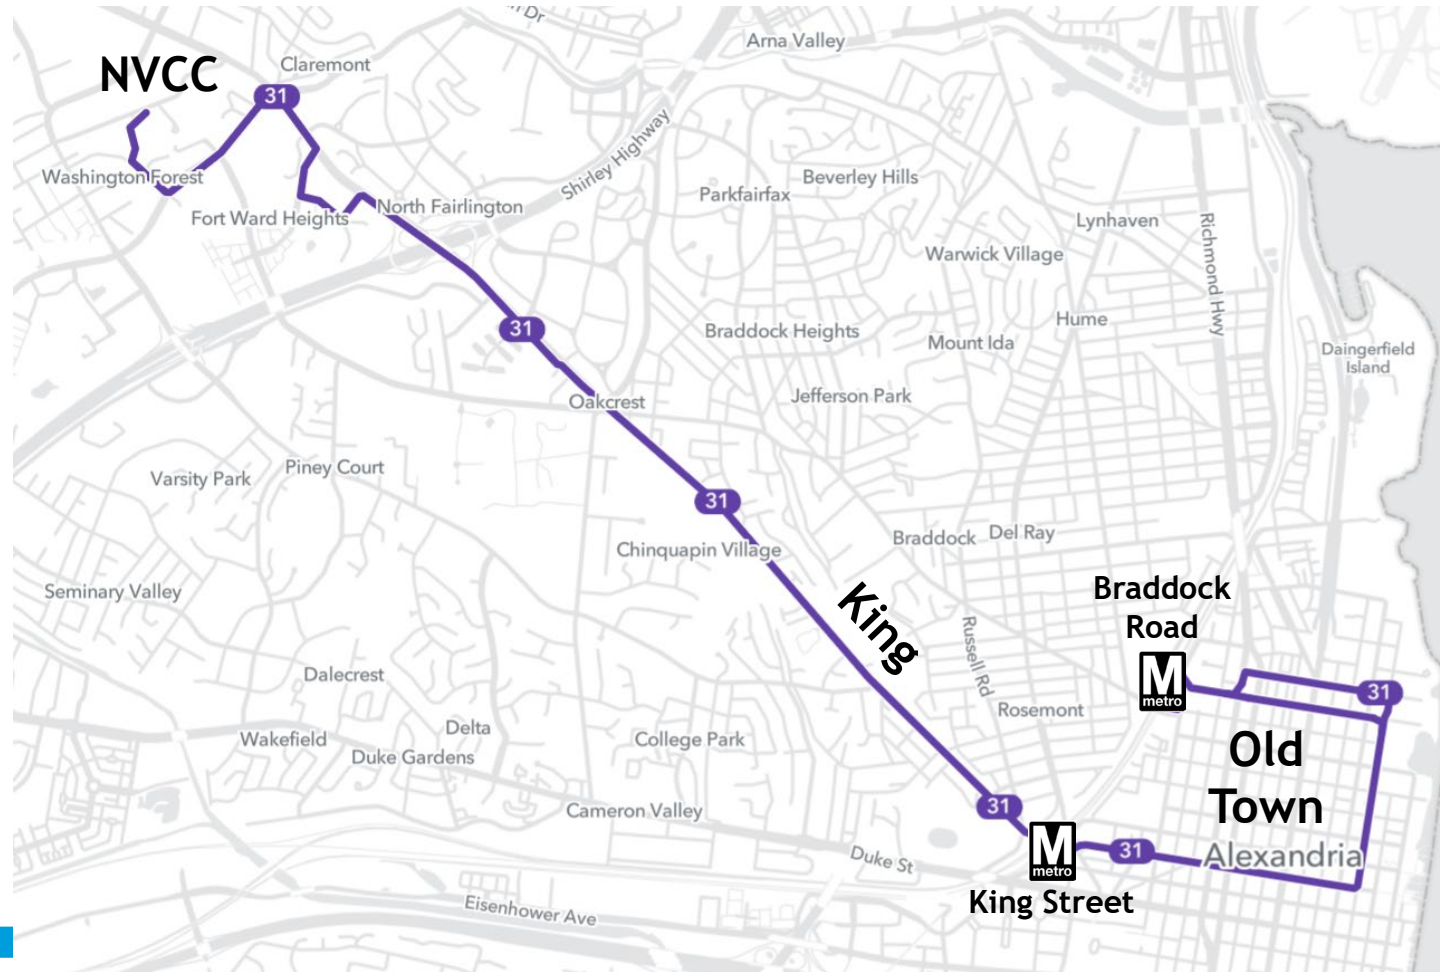 NVCC
Claremont
31
Arna Valley
Dr
Shirley Highway
Washington Forest
Fort Ward Heights
North Fairlington
Parkfairfax
Beverley Hills
Lynhaven
Richmond Hwy
Warwick Village
31
Braddock Heights
Hume
Mount Ida
Daingerfield
Island
Oakcrest
Jefferson Park
Varsity Park
Piney Court
31
Chinquapin Village
Braddock
Del Ray
Seminary Valley
King
Braddock
Road
M
metro
Russell Rd
31
Dalecrest
Rosemont
Wakefield
Delta
Duke Gardens
College Park
Old
Town
Cameron Valley
31
M
metro
31
Alexandria
Duke St
King Street
Eisenhower Ave